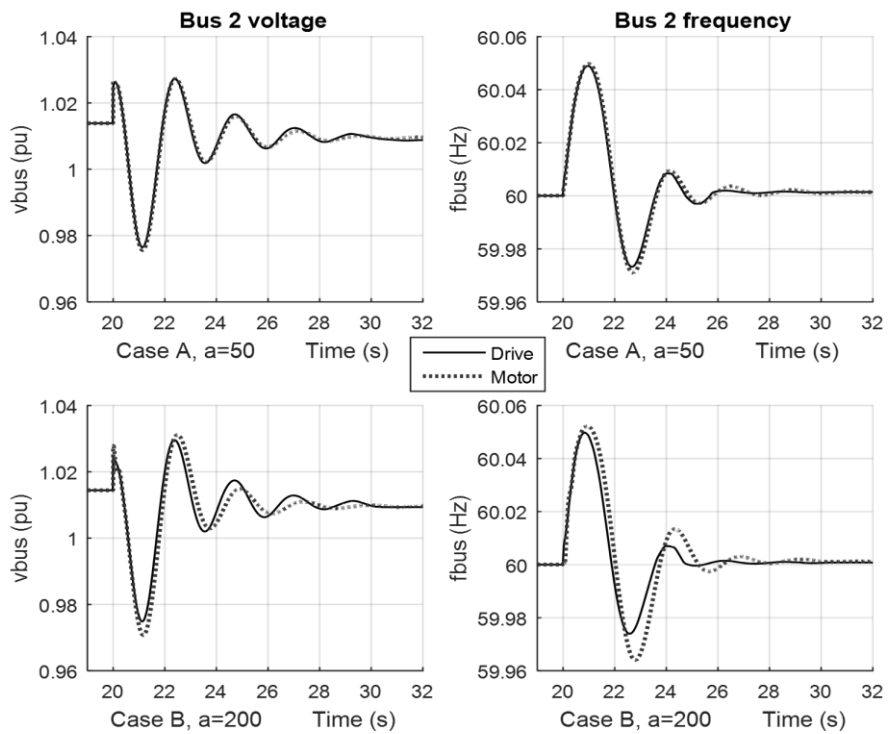 Bus 2 voltage
Bus 2 frequency
1.04
1.02
1
0.98
0.96
vbus (pu)
20 22 24 26 28 30 32
Case A, a=50 Time (s)
60.06
60.04
60.02
60
59.98
59.96
fbus (Hz)
20 22 24 26 28 30 32
Case A, a=50 Time (s)
Drive
Motor
1.04
1.02
1
0.98
0.96
vbus (pu)
20 22 24 26 28 30 32
Case B, a=200 Time (s)
60.06
60.04
60.02
60
59.98
59.96
fbus (Hz)
20 22 24 26 28 30 32
Case B, a=200 Time (s)